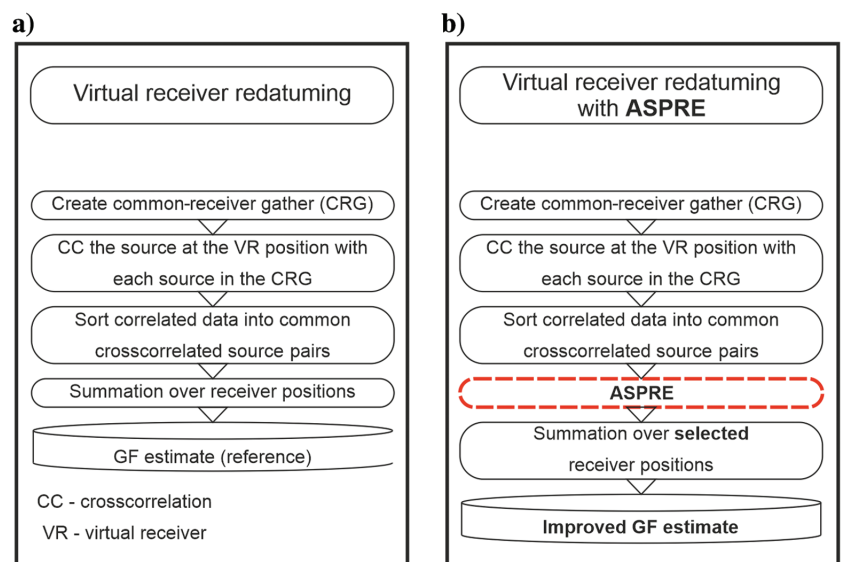 a)
Virtual receiver redatuming
Create common-receiver gather (CRG)
CC the source at the VR position with
each source in the CRG
Sort correlated data into common
crosscorrelated source pairs
Summation over receiver positions
GF estimate (reference)
CC - crosscorrelation
VR - virtual receiver
b)
Virtual receiver redatuming
with ASPRE
Create common-receiver gather (CRG)
CC the source at the VR position with
each source in the CRG
Sort correlated data into common
crosscorrelated source pairs
ASPRE
Summation over selected
receiver positions
Improved GF estimate